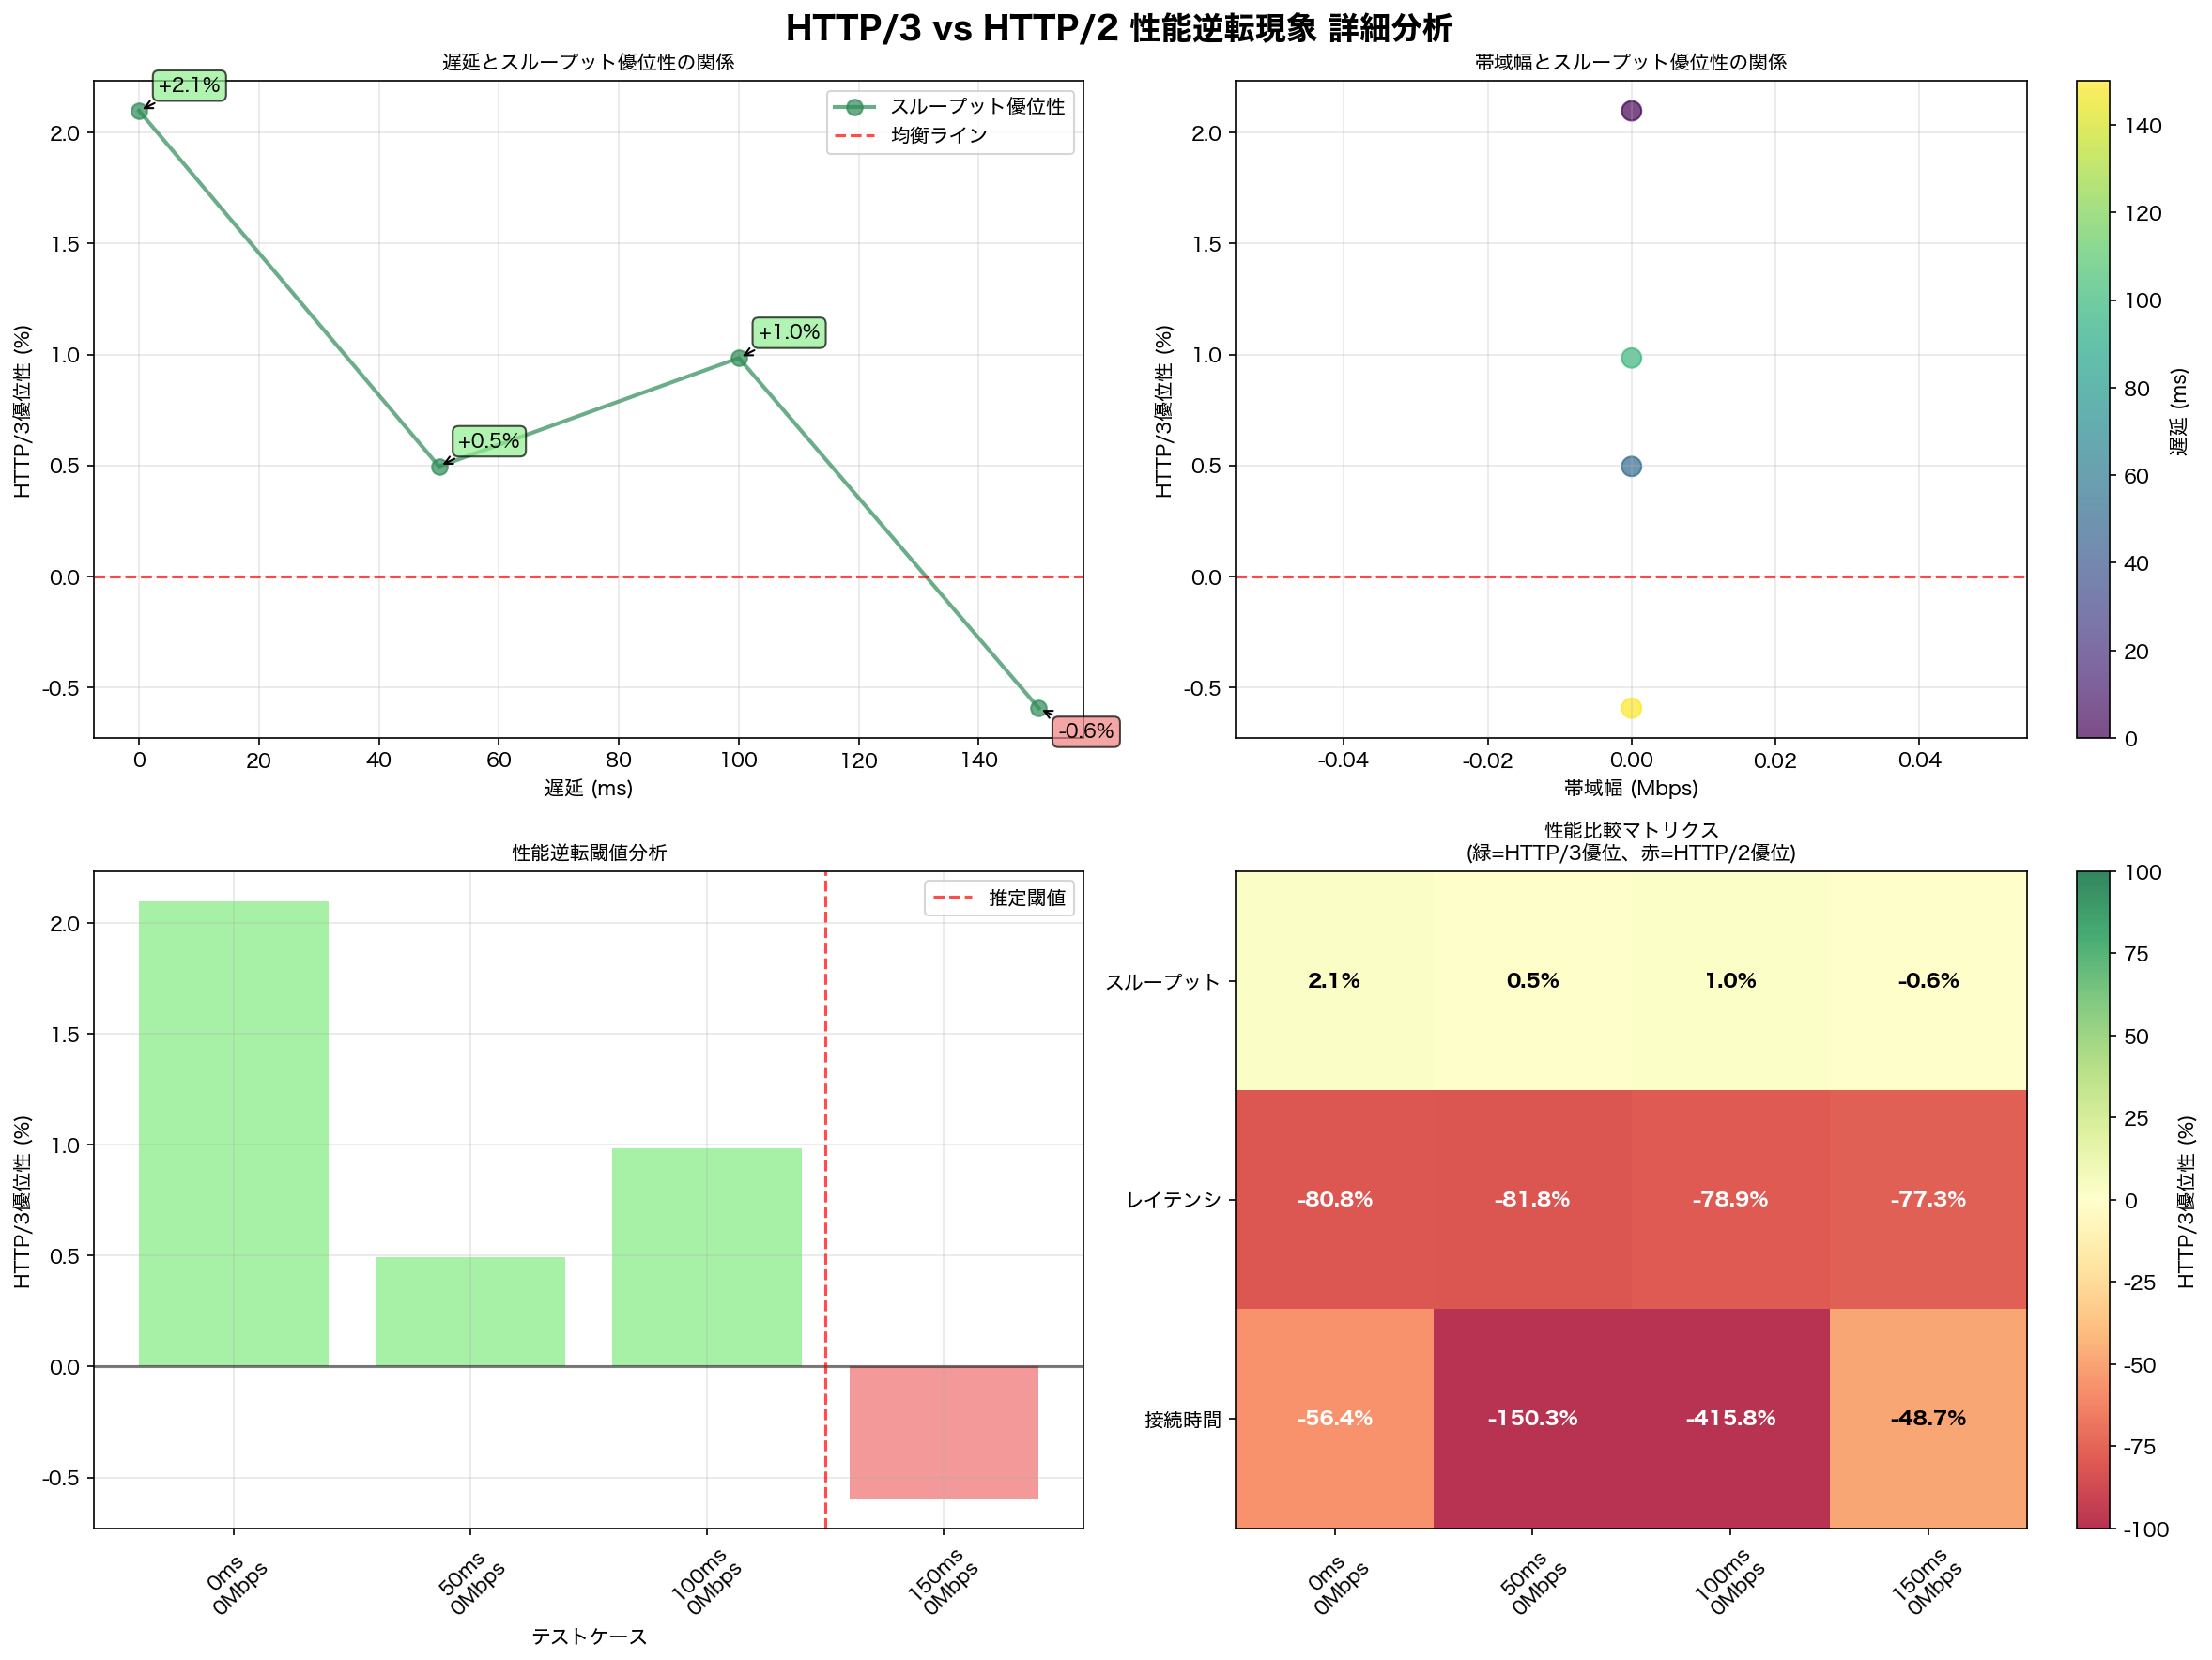 HTTP/3 vs HTTP/2 性能逆転現象 詳細分析
遅延とスループット優位性の関係
+2.1%
+0.5%
+1.0%
-0.6%
スループット優位性
均衡ライン
HTTP/3優位性 (%)
2.0
1.5
1.0
0.5
0.0
-0.5
0 20 40 60 80 100 120 140
遅延 (ms)
帯域幅とスループット優位性の関係
HTTP/3優位性 (%)
2.0
1.5
1.0
0.5
0.0
-0.5
-0.04 -0.02 0.00 0.02 0.04
帯域幅 (Mbps)
140
120
100
80
60
40
20
0
遅延 (ms)
性能逆転閾値分析
推定閾値
HTTP/3優位性 (%)
2.0
1.5
1.0
0.5
0.0
-0.5
0ms
0Mbps
50ms
0Mbps
100ms
0Mbps
150ms
0Mbps
テストケース
性能比較マトリクス
(緑=HTTP/3優位、赤=HTTP/2優位)
スループット 2.1% 0.5% 1.0% -0.6%
レイテンシ -80.8% -81.8% -78.9% -77.3%
接続時間 -56.4% -150.3% -415.8% -48.7%
0ms
0Mbps
50ms
0Mbps
100ms
0Mbps
150ms
0Mbps
100
75
50
25
0
-25
-50
-75
-100
HTTP/3優位性 (%)